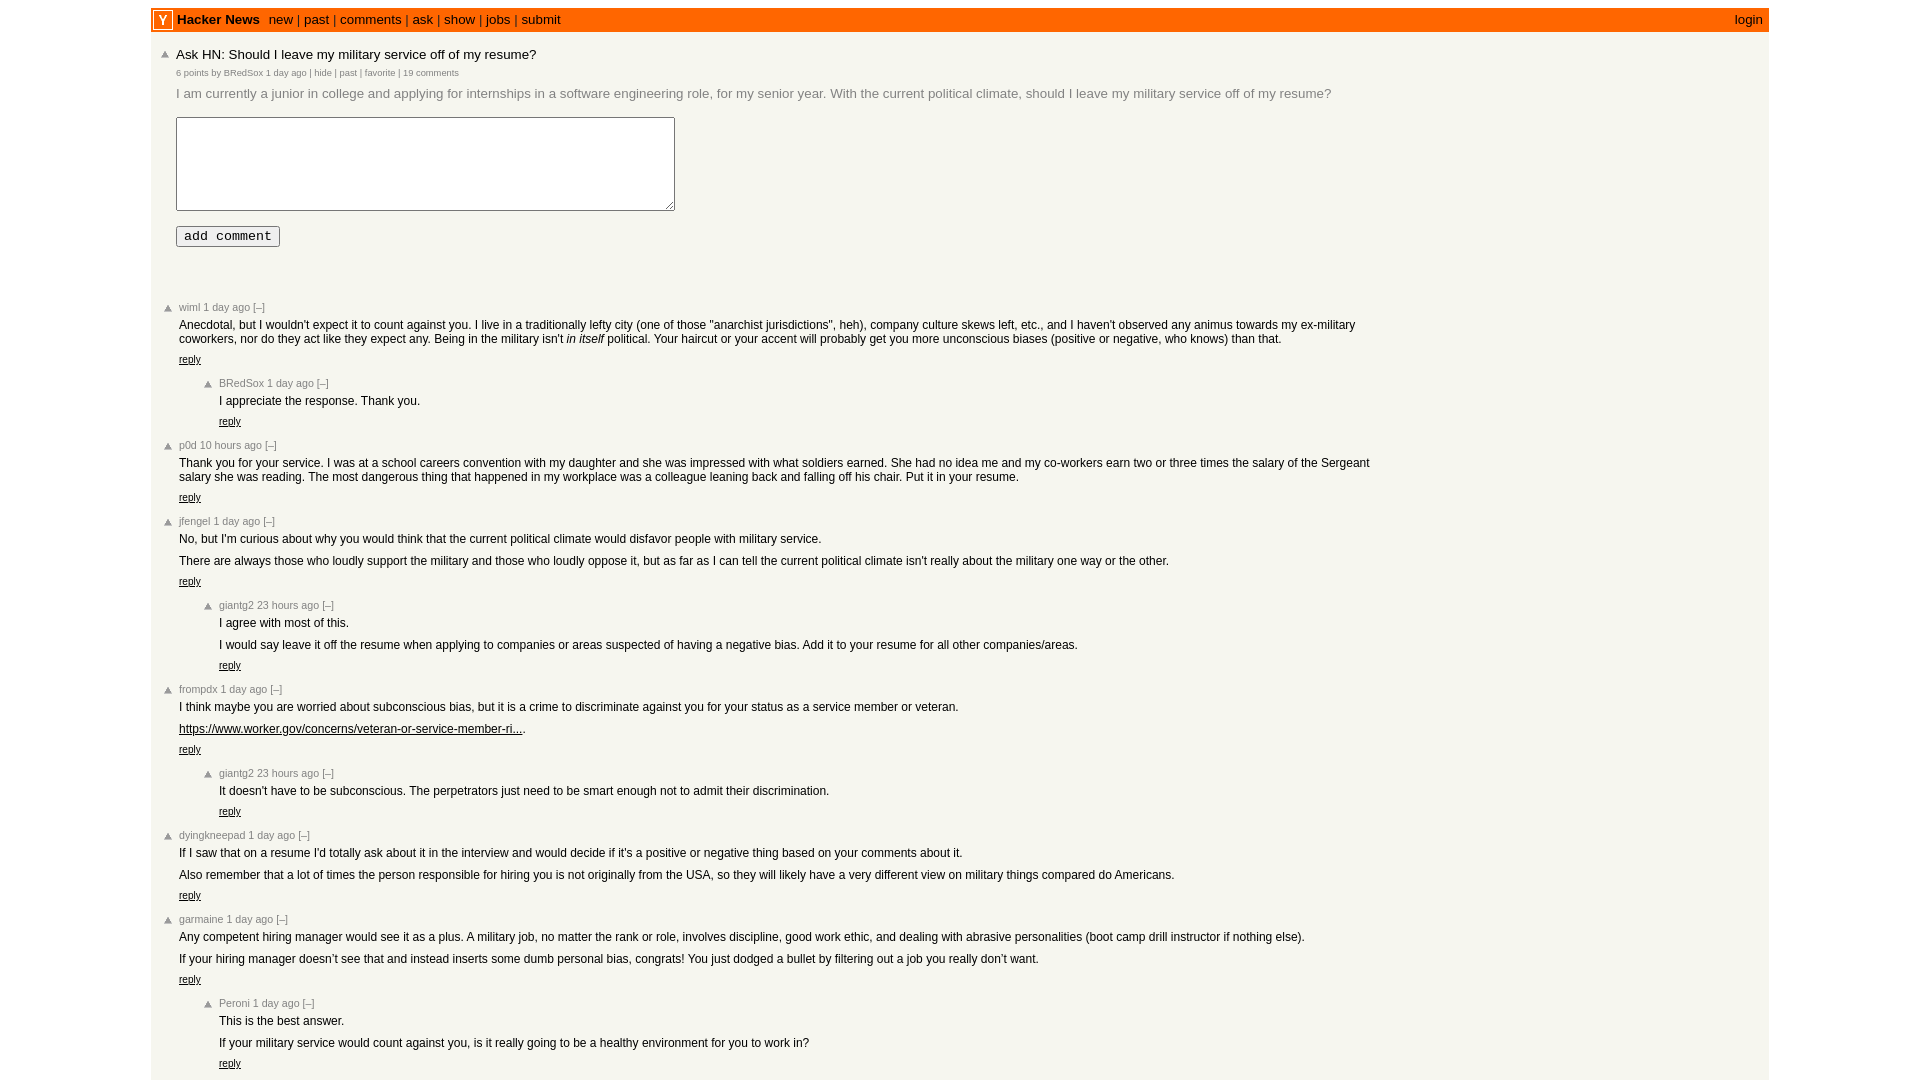 Y Hacker News new | past | comments | ask | show | jobs | submit login
Ask HN: Should I leave my military service off of my resume?
6 points by BRedSox 1 day ago | hide | past | favorite | 19 comments
I am currently a junior in college and applying for internships in a software engineering role, for my senior year. With the current political climate, should I leave my military service off of my resume?
add comment
wiml 1 day ago [–]
Anecdotal, but I wouldn't expect it to count against you. I live in a traditionally lefty city (one of those "anarchist jurisdictions", heh), company culture skews left, etc., and I haven't observed any animus towards my ex-military
coworkers, nor do they act like they expect any. Being in the military isn't in itself political. Your haircut or your accent will probably get you more unconscious biases (positive or negative, who knows) than that.
reply
BRedSox 1 day ago [–]
I appreciate the response. Thank you.
reply
p0d 10 hours ago [–]
Thank you for your service. I was at a school careers convention with my daughter and she was impressed with what soldiers earned. She had no idea me and my co-workers earn two or three times the salary of the Sergeant
salary she was reading. The most dangerous thing that happened in my workplace was a colleague leaning back and falling off his chair. Put it in your resume.
reply
jfengel 1 day ago [–]
No, but I'm curious about why you would think that the current political climate would disfavor people with military service.
There are always those who loudly support the military and those who loudly oppose it, but as far as I can tell the current political climate isn't really about the military one way or the other.
reply
giantg2 23 hours ago [–]
I agree with most of this.
I would say leave it off the resume when applying to companies or areas suspected of having a negative bias. Add it to your resume for all other companies/areas.
reply
frompdx 1 day ago [–]
I think maybe you are worried about subconscious bias, but it is a crime to discriminate against you for your status as a service member or veteran.
https://www.worker.gov/concerns/veteran-or-service-member-ri....
reply
giantg2 23 hours ago [–]
It doesn't have to be subconscious. The perpetrators just need to be smart enough not to admit their discrimination.
reply
dyingkneepad 1 day ago [–]
If I saw that on a resume I'd totally ask about it in the interview and would decide if it's a positive or negative thing based on your comments about it.
Also remember that a lot of times the person responsible for hiring you is not originally from the USA, so they will likely have a very different view on military things compared do Americans.
reply
garmaine 1 day ago [–]
Any competent hiring manager would see it as a plus. A military job, no matter the rank or role, involves discipline, good work ethic, and dealing with abrasive personalities (boot camp drill instructor if nothing else).
If your hiring manager doesn’t see that and instead inserts some dumb personal bias, congrats! You just dodged a bullet by filtering out a job you really don’t want.
reply
Peroni 1 day ago [–]
This is the best answer.
If your military service would count against you, is it really going to be a healthy environment for you to work in?
reply